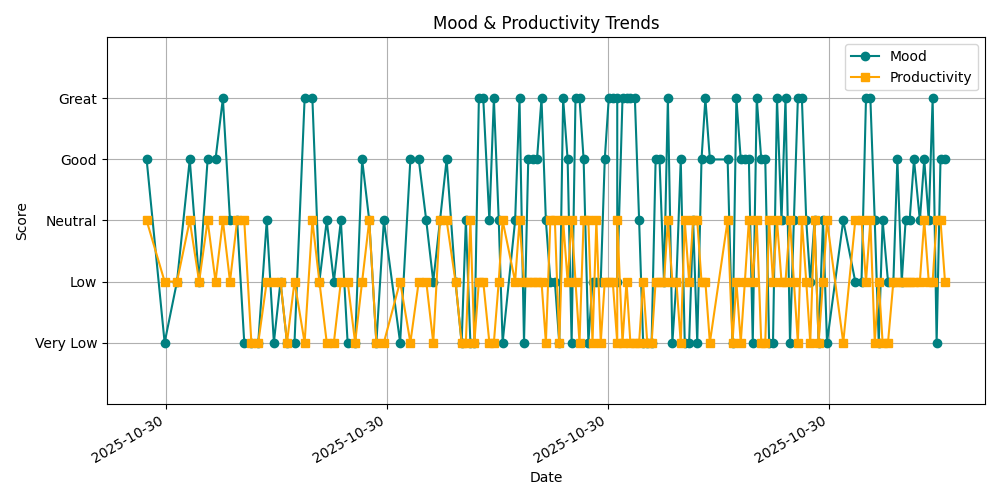 Mood & Productivity Trends
Mood
Productivity
Great
Good
Neutral
Low
Very Low
Score
2025-10-30
2025-10-30
2025-10-30
2025-10-30
Date